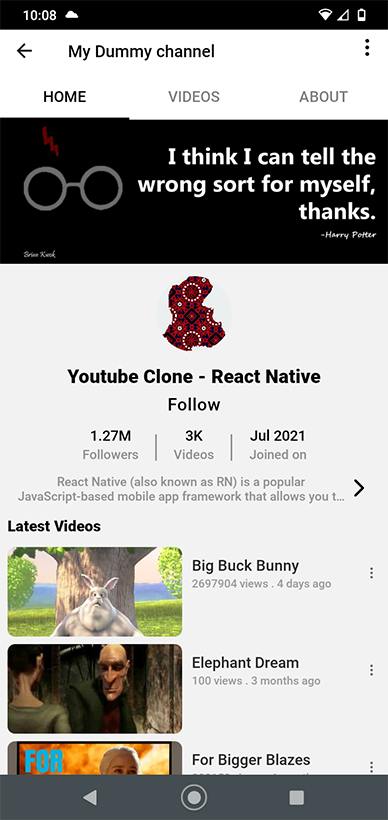 10:08
My Dummy channel
HOME VIDEOS ABOUT
I think I can tell the
wrong sort for myself,
thanks.
-Harry Potter
Brian Kwok
Youtube Clone - React Native
Follow
1.27M 3K Jul 2021
Followers Videos Joined on
React Native (also known as RN) is a popular
JavaScript-based mobile app framework that allows you t...
Latest Videos
Big Buck Bunny
2697904 views . 4 days ago
Elephant Dream
100 views . 3 months ago
FOR
For Bigger Blazes